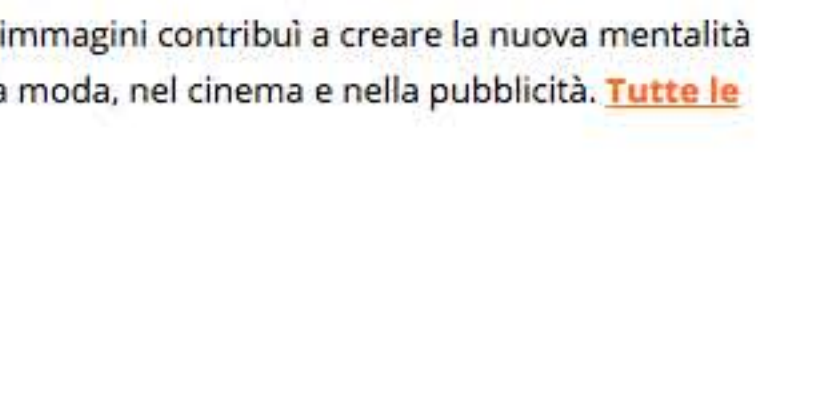 immagini contribuì a creare la nuova mentalità
a moda, nel cinema e nella pubblicità. Tutte le